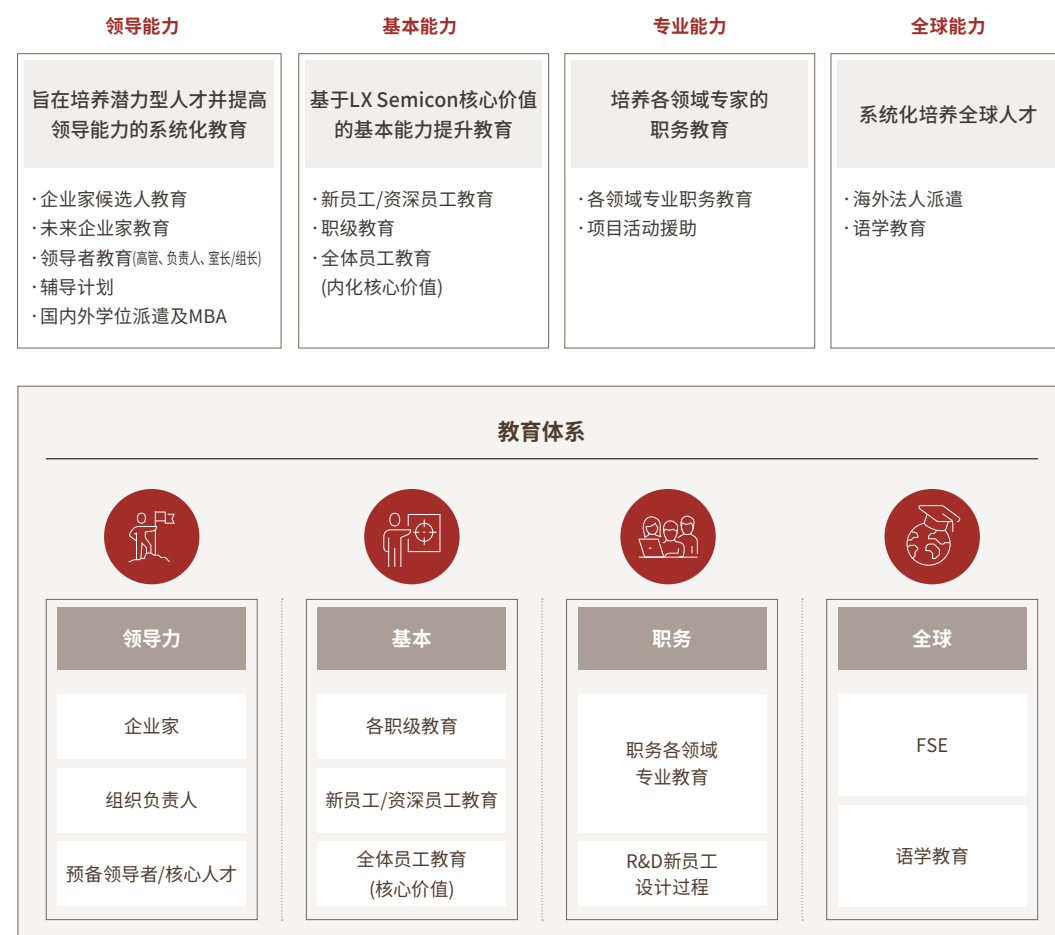 领导能力
旨在培养潜力型人才并提高
领导能力的系统化教育
·企业家候选人教育
·未来企业家教育
·领导者教育(高管、负责人、室长/组长)
·辅导计划
·国内外学位派遣及MBA
基本能力
基于LX Semicon核心价值
的基本能力提升教育
·新员工/资深员工教育
·职级教育
·全体员工教育
(内化核心价值)
专业能力
培养各领域专家的
职务教育
·各领域专业职务教育
·项目活动援助
全球能力
系统化培养全球人才
·海外法人派遣
·语学教育
教育体系
领导力
企业家
组织负责人
预备领导者/核心人才
基本
各职级教育
新员工/资深员工教育
全体员工教育
(核心价值)
职务
职务各领域
专业教育
R&D新员工
设计过程
全球
FSE
语学教育